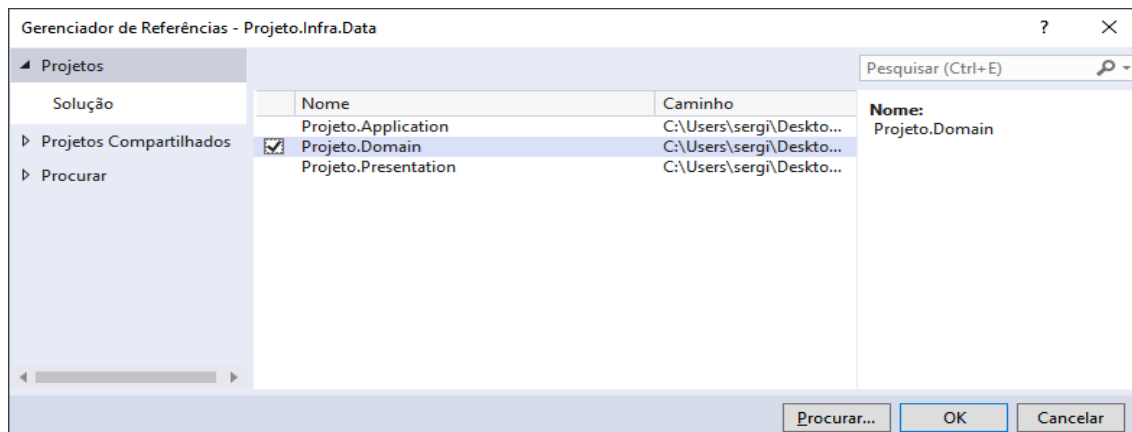 Gerenciador de Referências - Projeto.Infra.Data ? ×
Projetos
Solução
Projetos Compartilhados
Procurar
Nome Caminho
Projeto.Application C:\Users\sergi\Deskto...
Projeto.Domain C:\Users\sergi\Deskto...
Projeto.Presentation C:\Users\sergi\Deskto...
Pesquisar (Ctrl+E)
Nome:
Projeto.Domain
Procurar... OK Cancelar